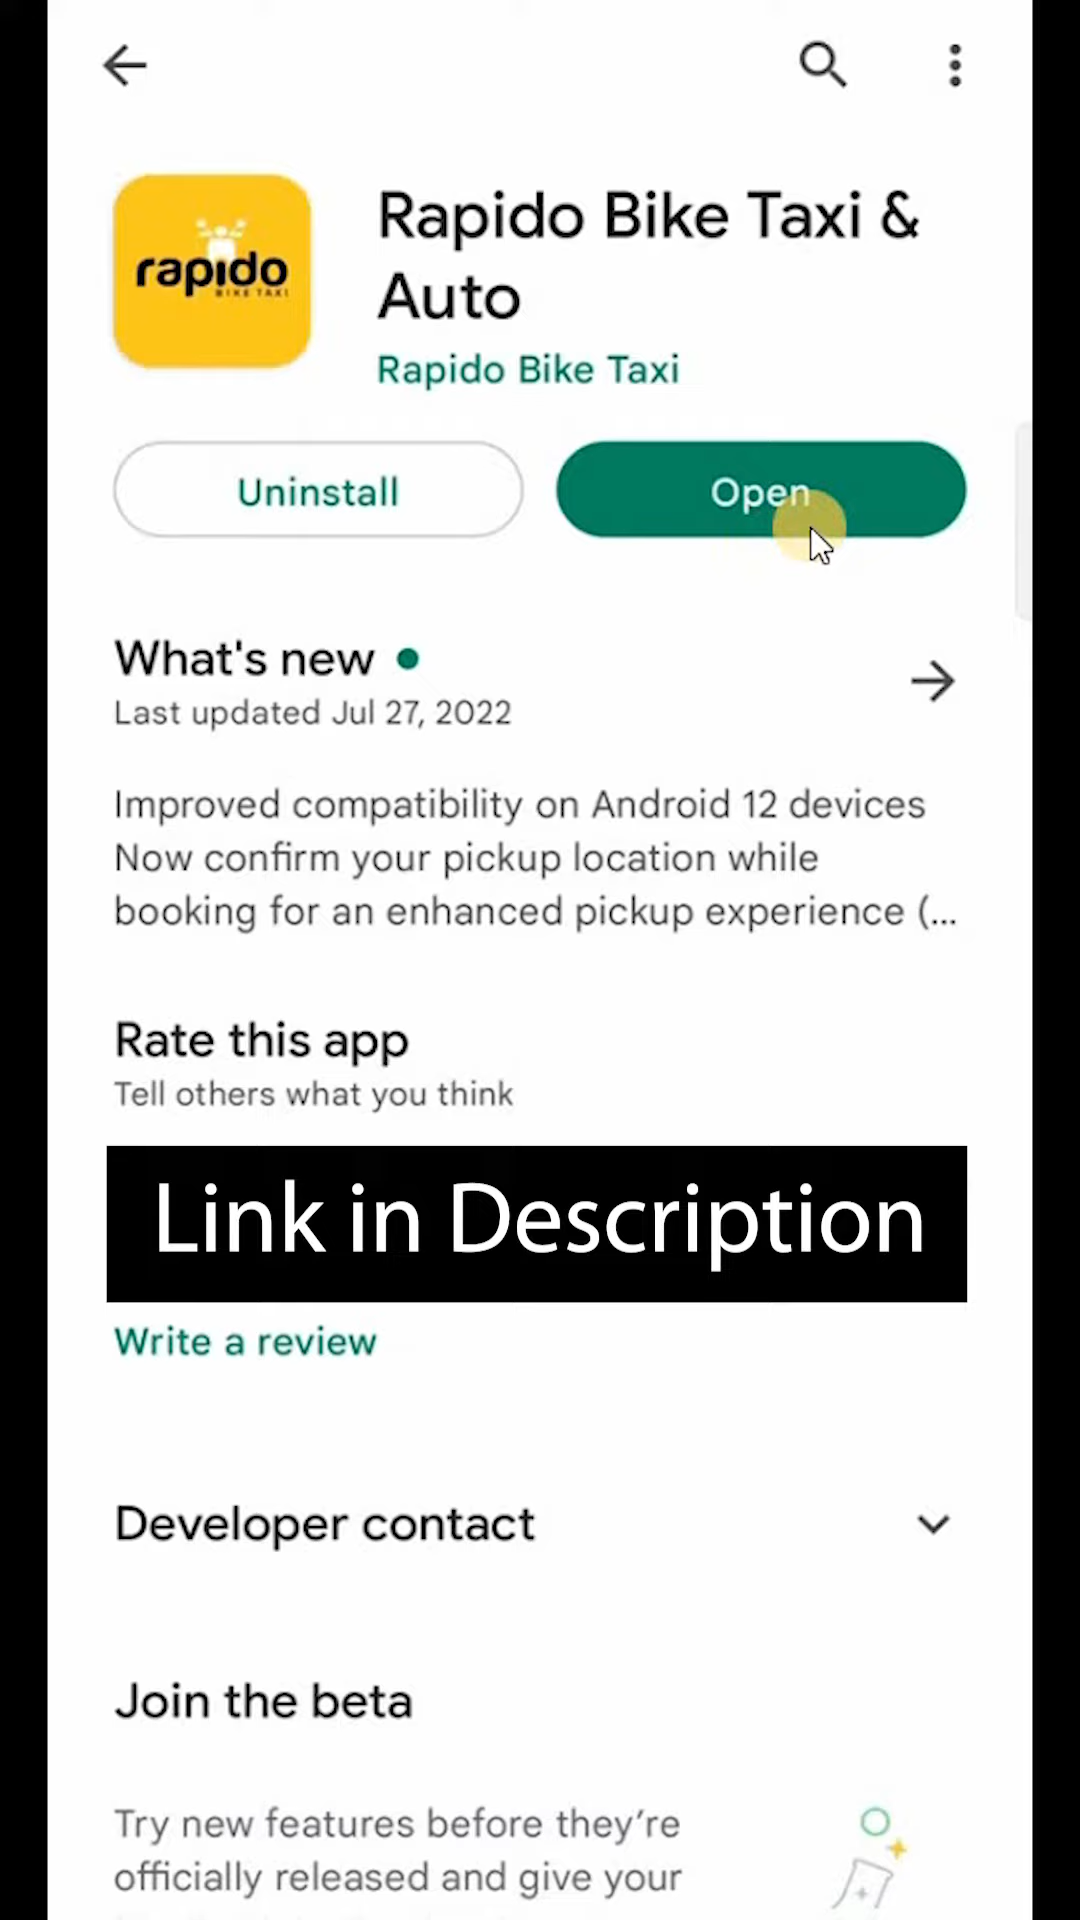 Rapido Bike Taxi &
Auto
rapido
BIKE TAXI
Rapido Bike Taxi
Uninstall
Open
What's new
Last updated Jul 27, 2022
Improved compatibility on Android 12 devices
Now confirm your pickup location while
booking for an enhanced pickup experience (...
Rate this app
Tell others what you think
Link in Description
Write a review
Developer contact
Join the beta
Try new features before they're
officially released and give your